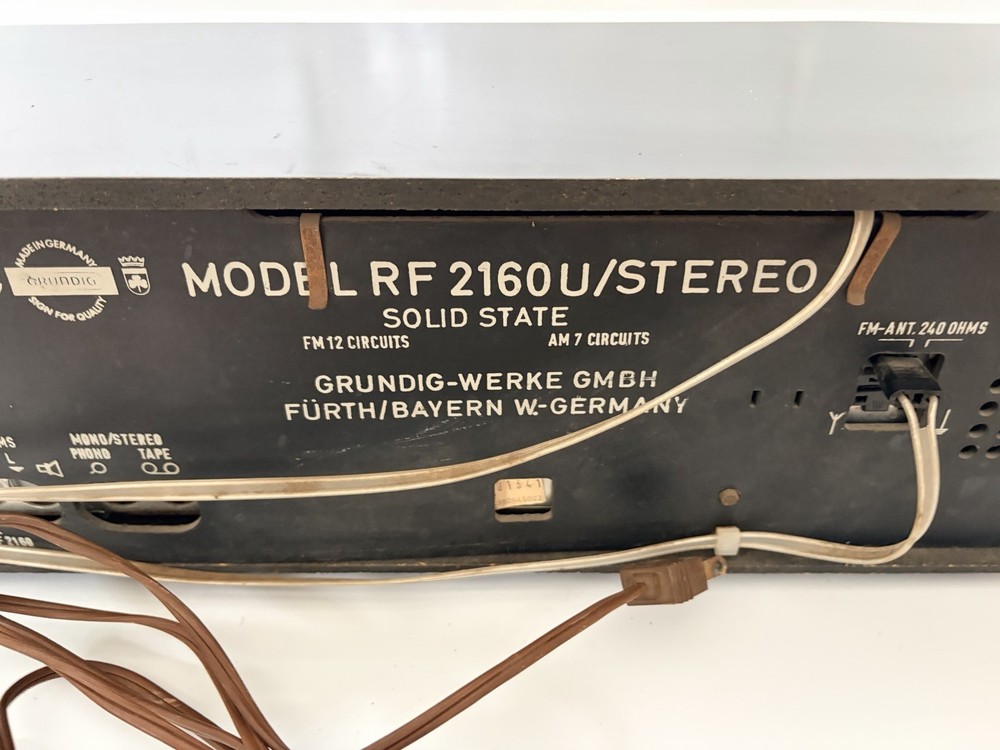 MADE IN GERMANY
GRUNDIG
SIGN FOR QUALITY
MODEL RF 2160U/STEREO
SOLID STATE
FM 12 CIRCUITS AM 7 CIRCUITS
GRUNDIG-WERKE GMBH
FÜRTH/BAYERN W-GERMANY
FM-ANT. 240 OHMS
MONO/STEREO
PHONO TAPE
2160